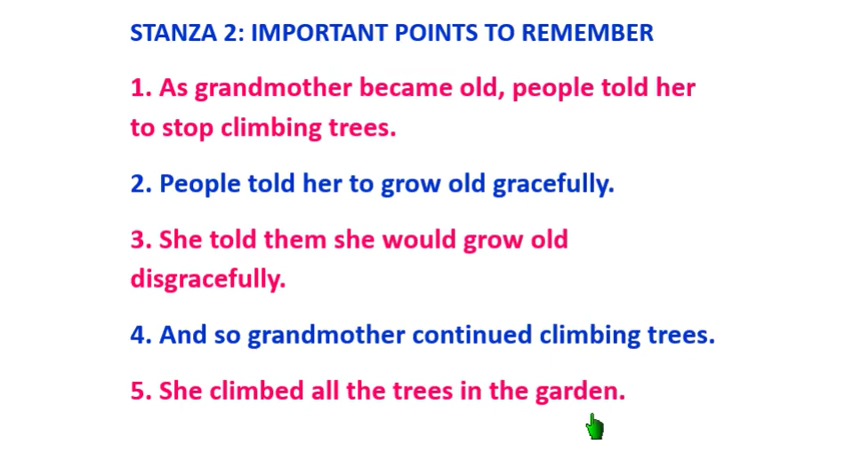 STANZA 2: IMPORTANT POINTS TO REMEMBER
1. As grandmother became old, people told her
to stop climbing trees.
2. People told her to grow old gracefully.
3. She told them she would grow old
disgracefully.
4. And so grandmother continued climbing trees.
5. She climbed all the trees in the garden.